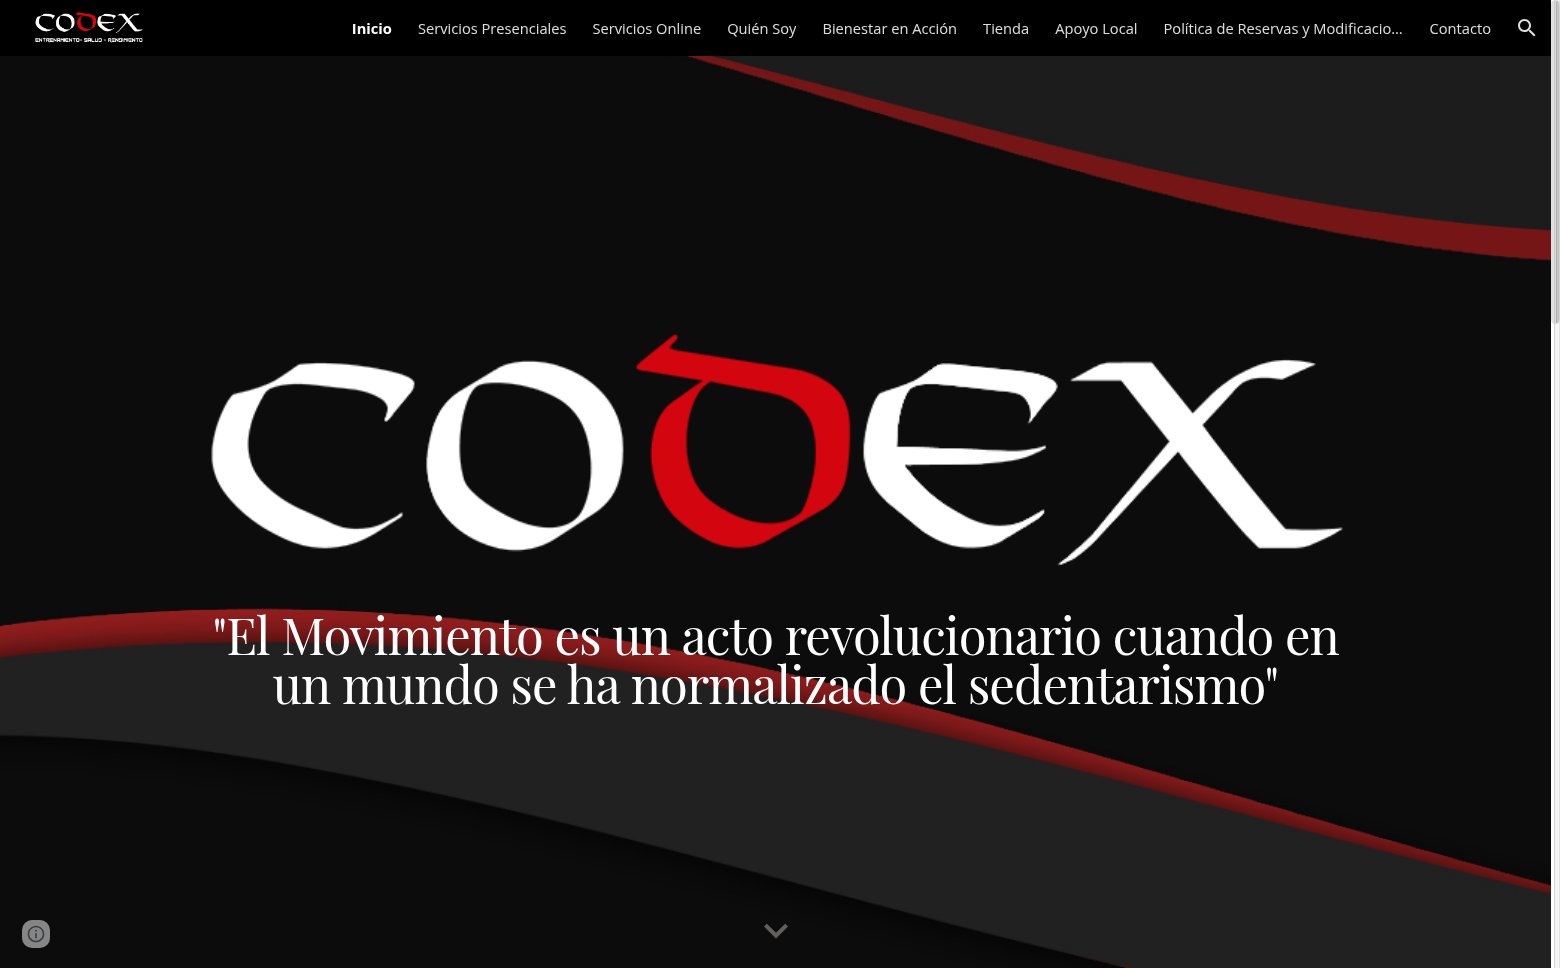 CODEX
ENTRENAMIENTO- SALUD - RENDIMIENTO
Inicio
Servicios Presenciales
Servicios Online
Quién Soy
Bienestar en Acción
Tienda
Apoyo Local
Política de Reservas y Modificacio...
Contacto
CODEX
"El Movimiento es un acto revolucionario cuando en
un mundo se ha normalizado el sedentarismo"